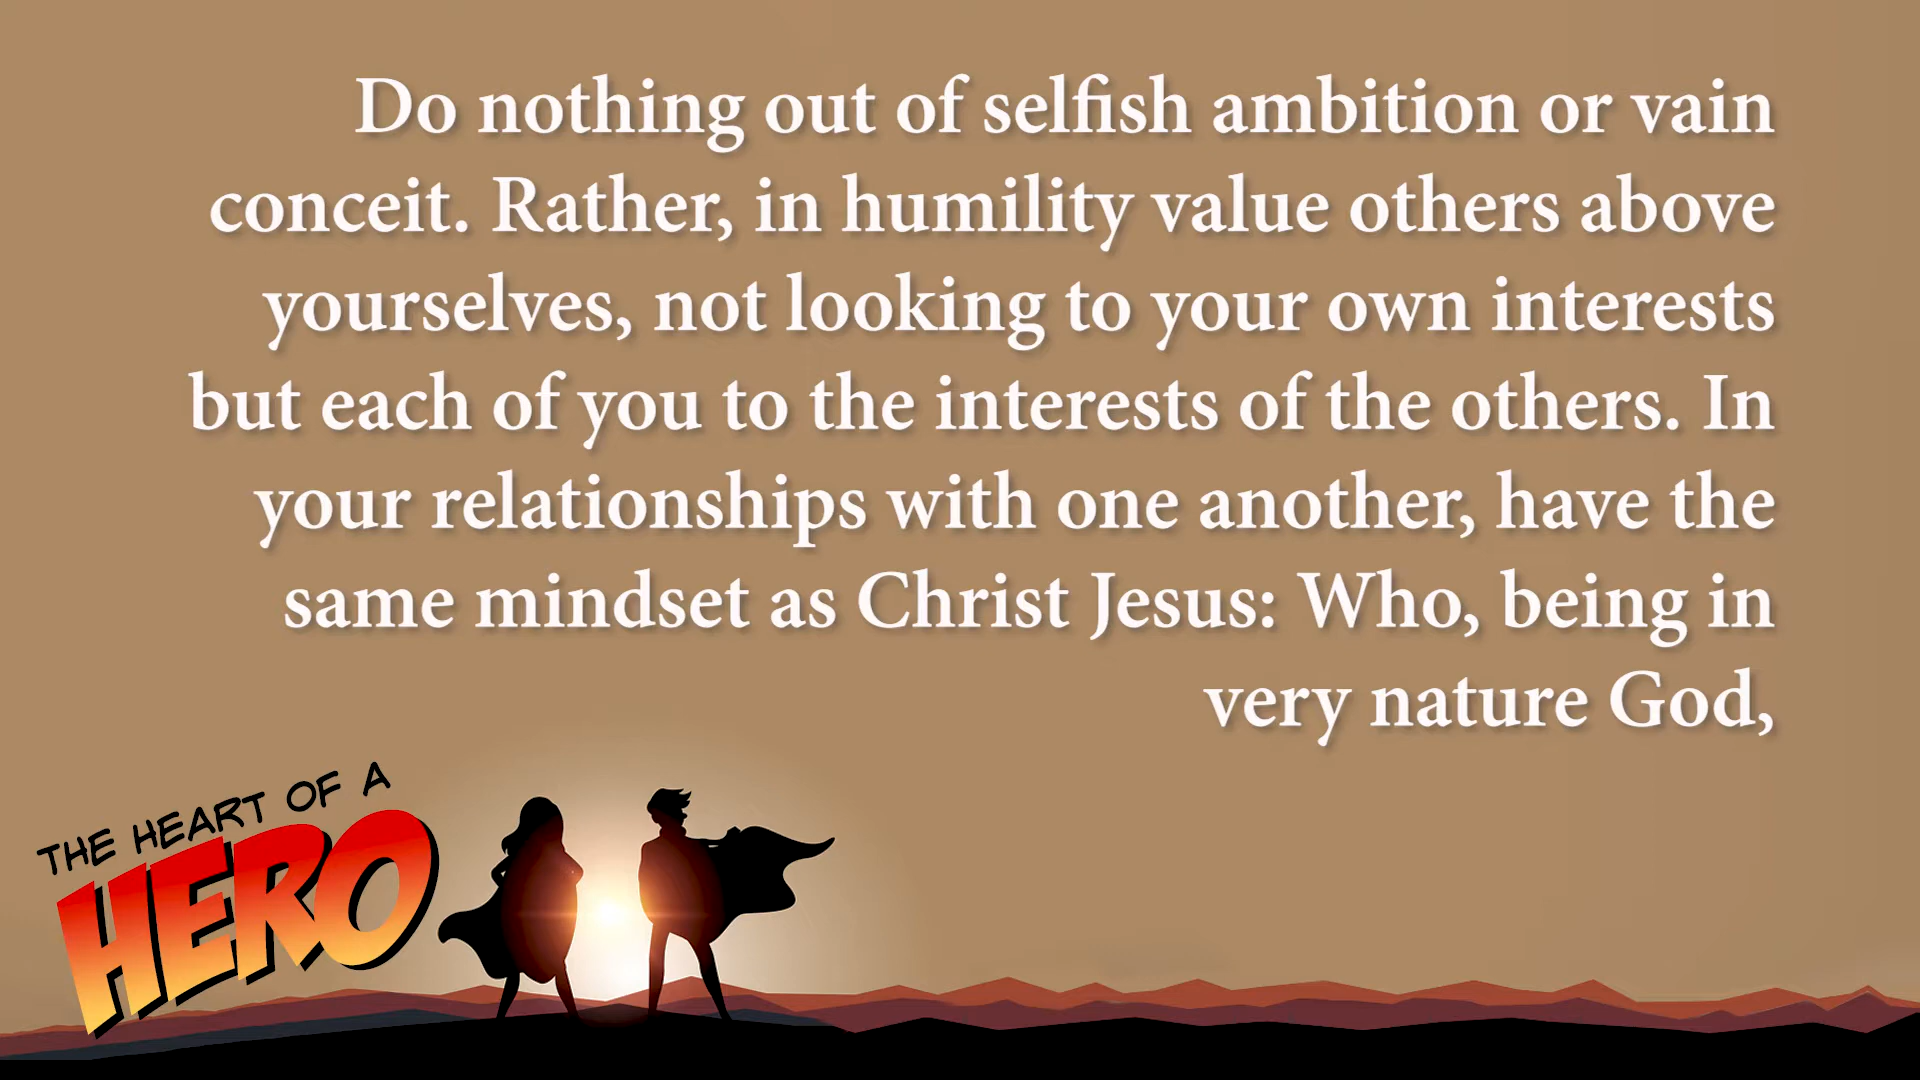 Do nothing out of selfish ambition or vain
conceit. Rather, in humility value others above
yourselves, not looking to your own interests
but each of you to the interests of the others. In
your relationships with one another, have the
same mindset as Christ Jesus: Who, being in
very nature God,
THE HEART OF A
HERO